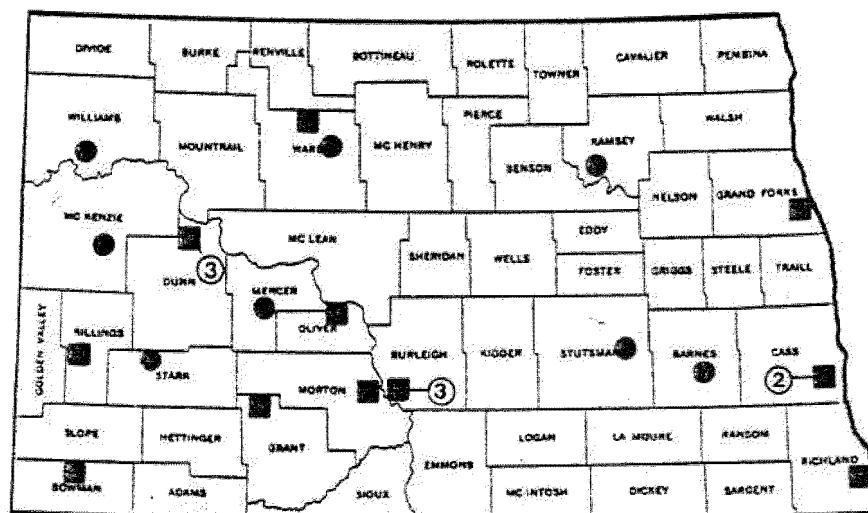 DIVIDE BURKE RENVILLE BOTTINEAU ROLETTE TOWNER CAVALIER PEMBINA
WILLIAMS MOUNTRAIL WARD MC HENRY PIERCE BENSON RAMSEY WALSH
NELSON GRAND FORKS
MC KENZIE MC LEAN SHERIDAN WELLS EDDY
FOSTER GRIGGS STEELE TRAILL
3
DUNN MERCER
OLIVER
GOLDEN VALLEY BILLINGS STARK MORTON BURLEIGH KIDDER STUTSMAN BARNES CASS
3 2
SLOPE HETTINGER GRANT EMMONS LOGAN LA MOURE RANSOM RICHLAND
BOWMAN ADAMS SIOUX MC INTOSH DICKEY SARGENT